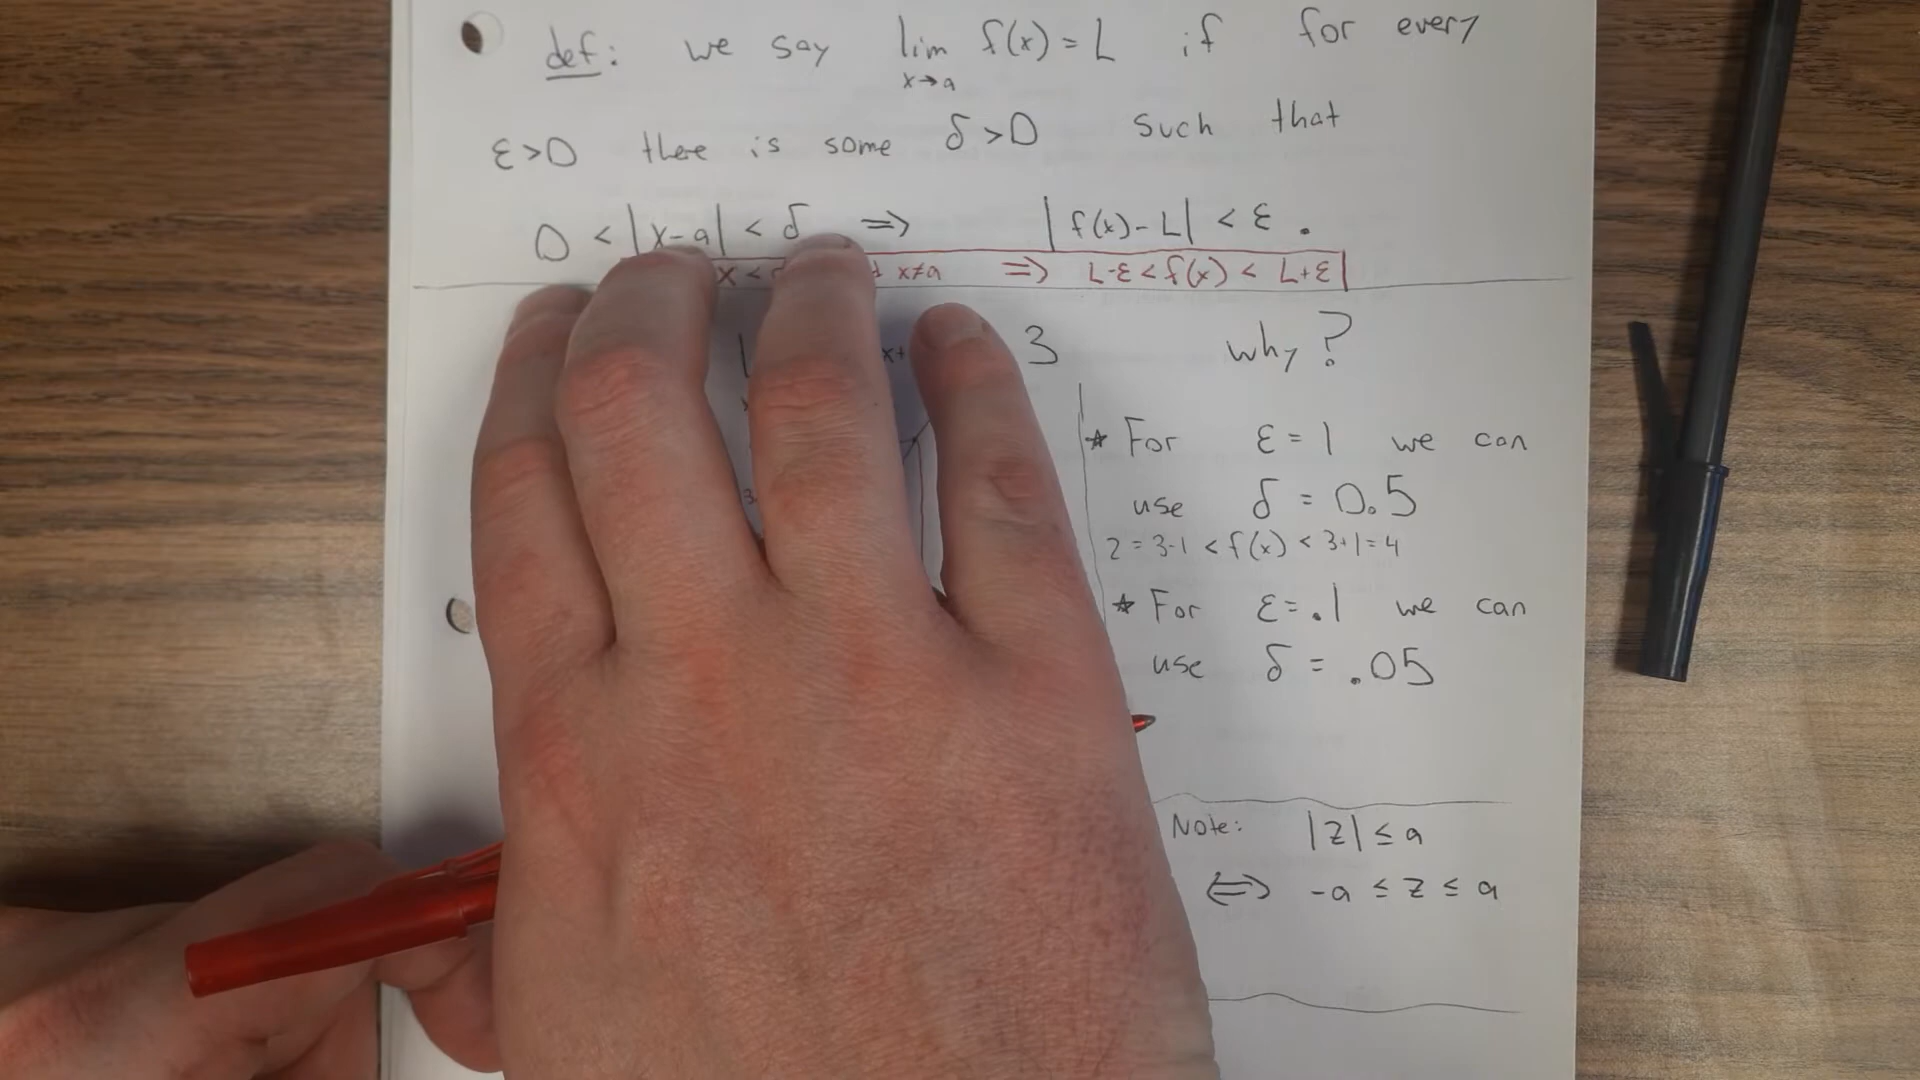 def: we say lim f(x) = L if for every
x→a
ε>0 there is some δ>0 such that
0 < |x-a| < δ ⇒ |f(x)-L| < ε.
x < x≠a ⇒ L-ε < f(x) < L+ε
x+ 3 why?
* For ε = 1 we can
use δ = 0.5
2 = 3-1 < f(x) < 3+1 = 4
* For ε = .1 we can
use δ = .05
Note: |z| ≤ a
⟺ -a ≤ z ≤ a